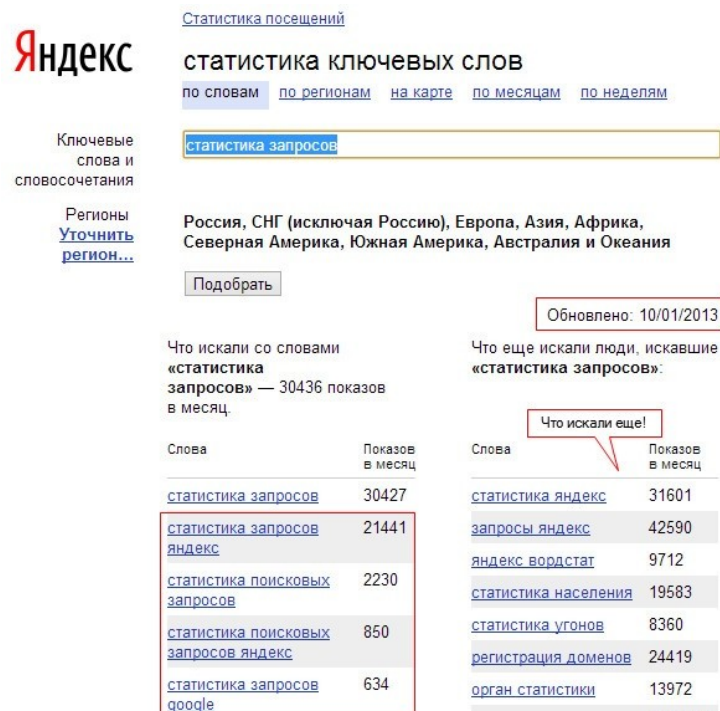 Статистика посещений
Яндекс
статистика ключевых слов
по словам по регионам на карте по месяцам по неделям
Ключевые
слова и
словосочетания
статистика запросов
Регионы
Уточнить
регион...
Россия, СНГ (исключая Россию), Европа, Азия, Африка,
Северная Америка, Южная Америка, Австралия и Океания
Подобрать
Обновлено: 10/01/2013
Что искали со словами
«статистика
запросов» — 30436 показов
в месяц.
Слова Показов
в месяц
статистика запросов 30427
статистика запросов 21441
яндекс
статистика поисковых 2230
запросов
статистика поисковых 850
запросов яндекс
статистика запросов 634
google
Что еще искали люди, искавшие
«статистика запросов»:
Что искали еще!
Слова Показов
в месяц
статистика яндекс 31601
запросы яндекс 42590
яндекс вордстат 9712
статистика населения 19583
статистика угонов 8360
регистрация доменов 24419
орган статистики 13972